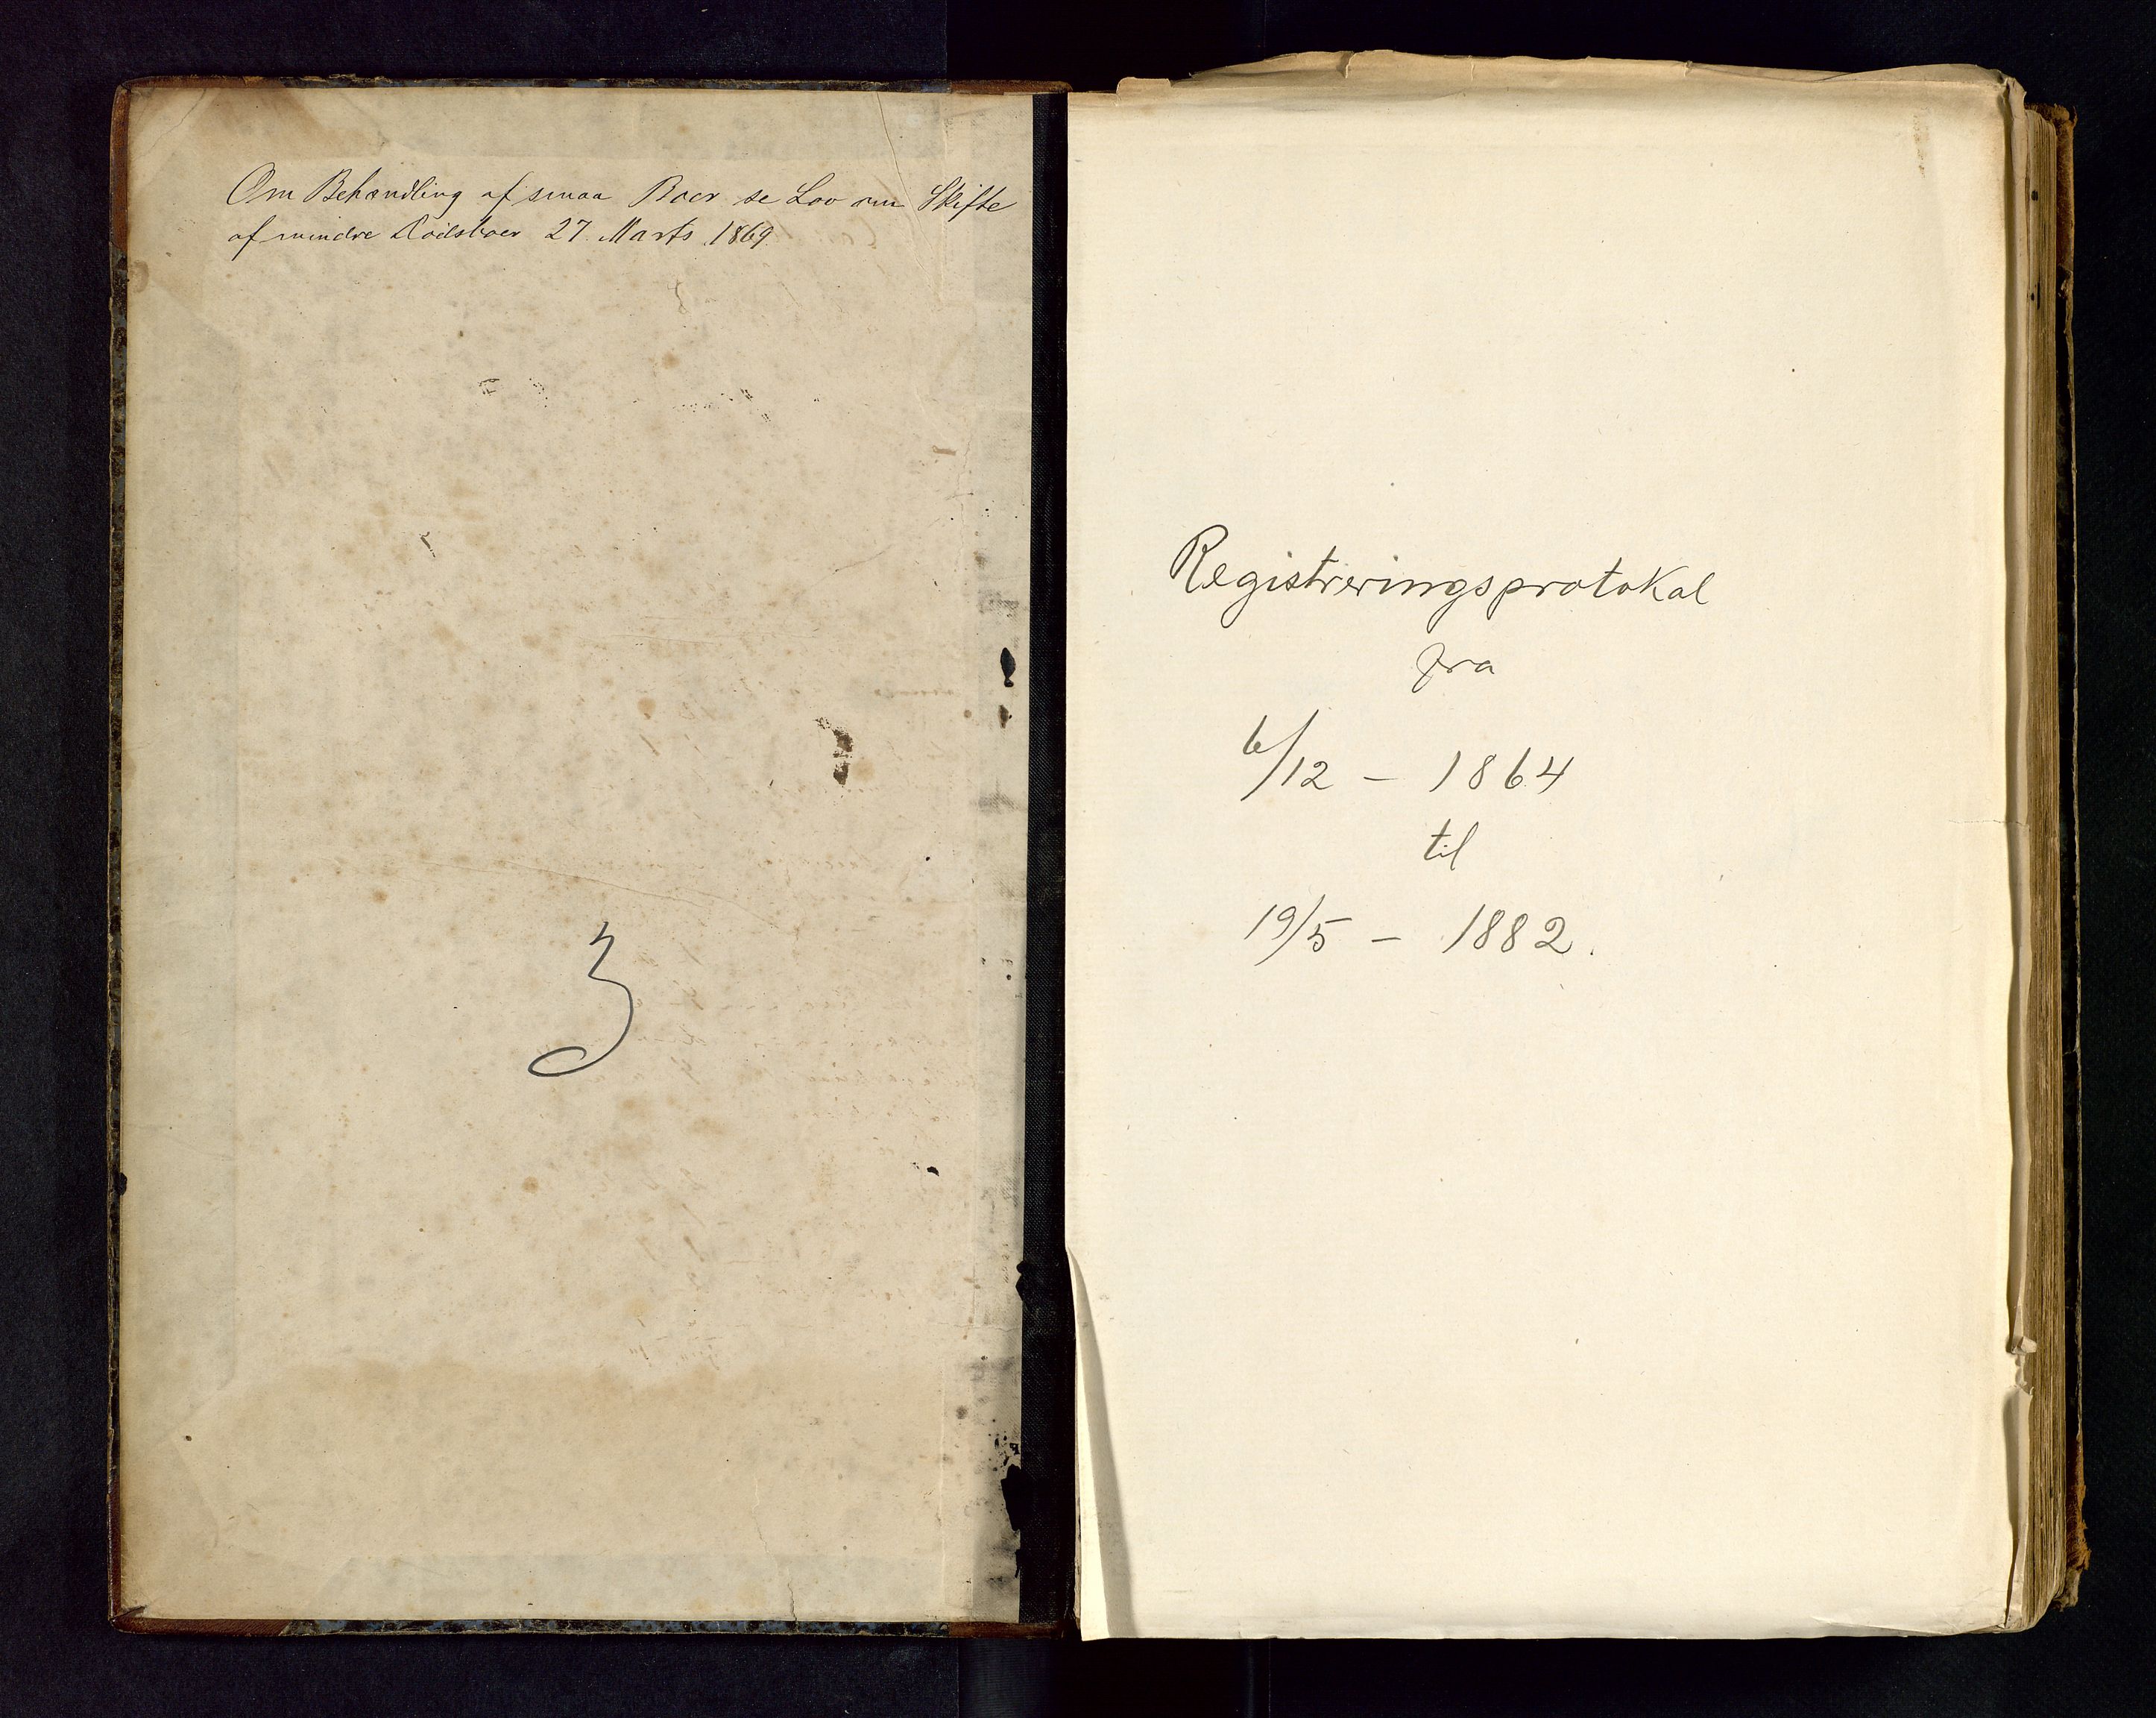 Om Behandling af smaa Boer se Lov om Skifte
af mindre Dødsboer 27 Marts 1869
3
Registreringsprotokol
fra
6/12 - 1864
til
19/5 - 1882.